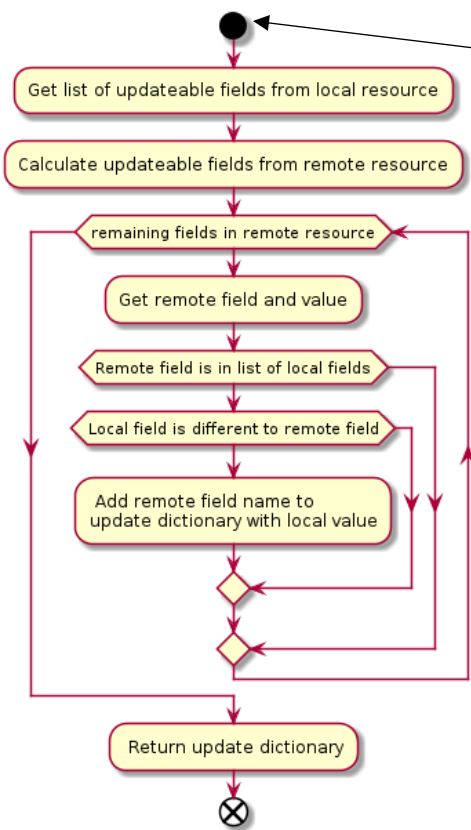 Get list of updateable fields from local resource
Calculate updateable fields from remote resource
remaining fields in remote resource
Get remote field and value
Remote field is in list of local fields
Local field is different to remote field
Add remote field name to
update dictionary with local value
Return update dictionary